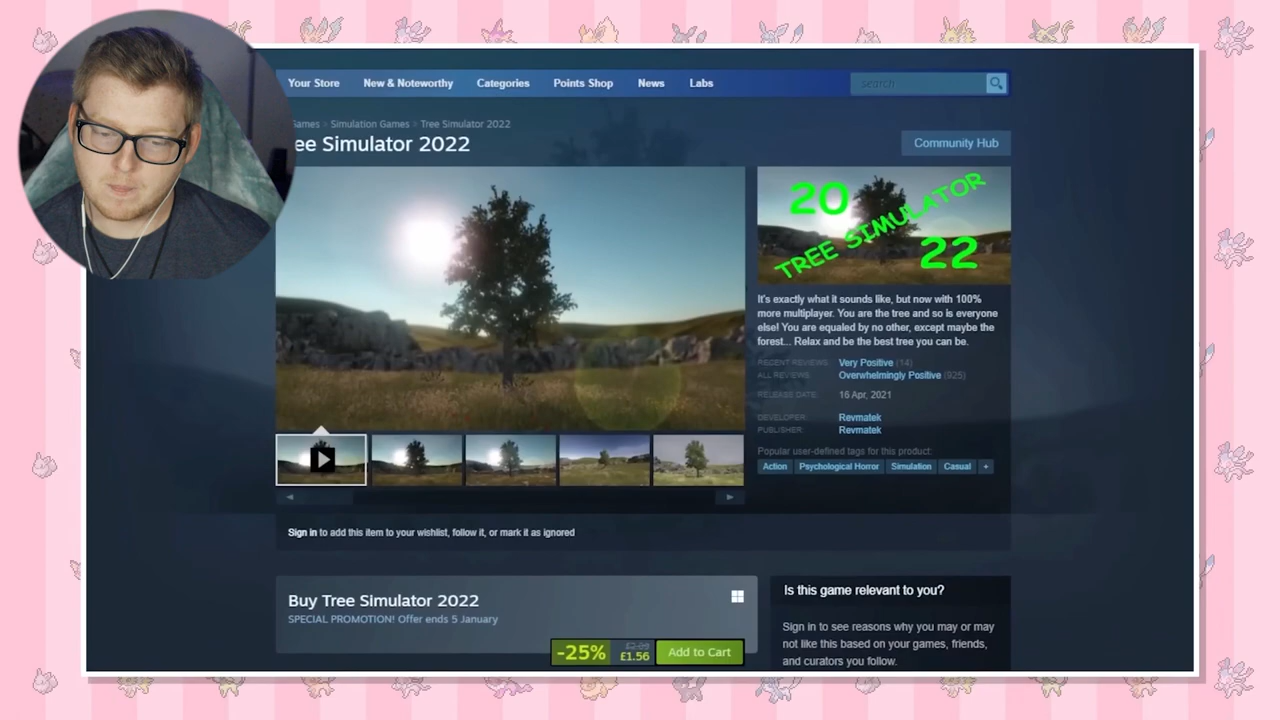 Your Store New & Noteworthy Categories Points Shop News Labs search
Games > Simulation Games > Tree Simulator 2022
ee Simulator 2022
Community Hub
20
TREE SIMULATOR
22
It's exactly what it sounds like, but now with 100%
more multiplayer. You are the tree and so is everyone
else! You are equaled by no other, except maybe the
forest... Relax and be the best tree you can be.
RECENT REVIEWS: Very Positive (14)
ALL REVIEWS: Overwhelmingly Positive (925)
RELEASE DATE: 16 Apr, 2021
DEVELOPER: Revmatek
PUBLISHER: Revmatek
Popular user-defined tags for this product:
Action Psychological Horror Simulation Casual +
Sign in to add this item to your wishlist, follow it, or mark it as ignored
Buy Tree Simulator 2022
SPECIAL PROMOTION! Offer ends 5 January
-25% £2.09 £1.56 Add to Cart
Is this game relevant to you?
Sign in to see reasons why you may or may
not like this based on your games, friends,
and curators you follow.